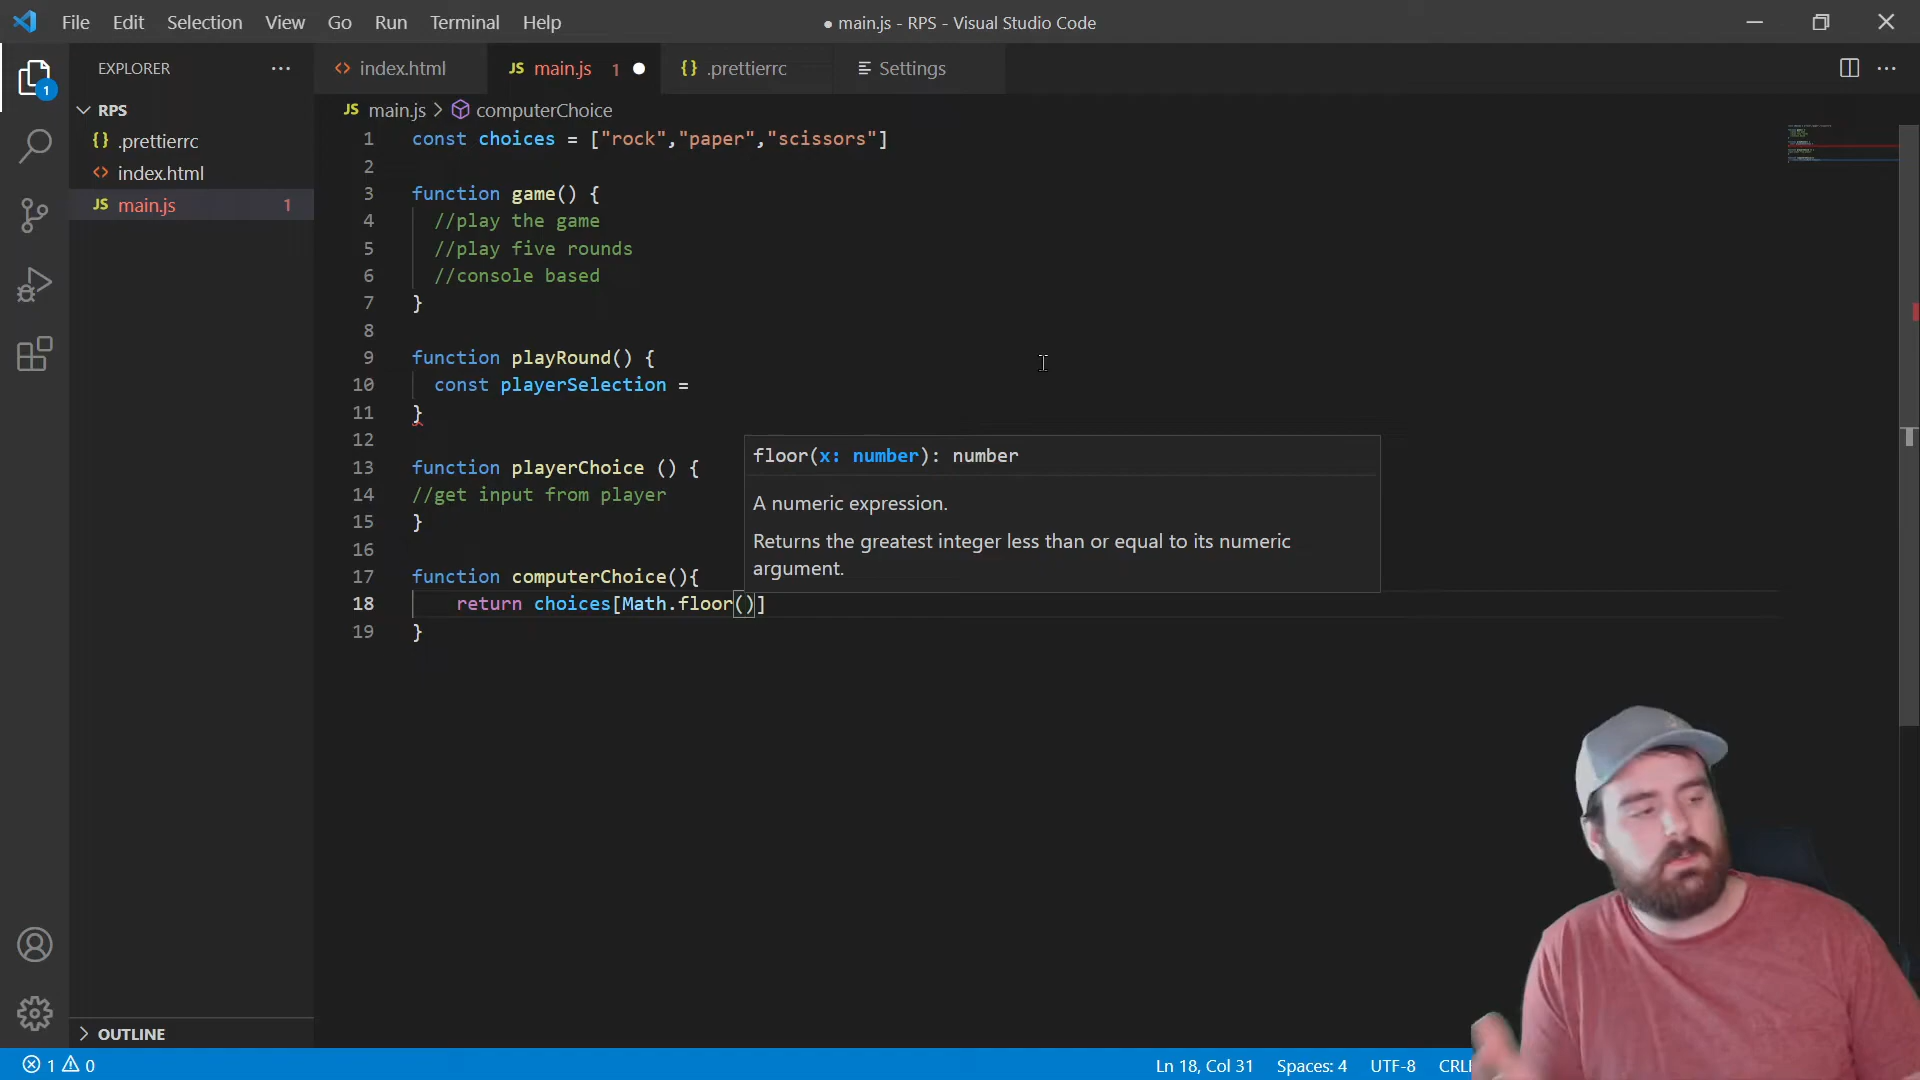 File Edit Selection View Go Run Terminal Help
● main.js - RPS - Visual Studio Code
EXPLORER
index.html
JS main.js 1
{} .prettierrc
Settings
RPS
{} .prettierrc
index.html
JS main.js 1
JS main.js > computerChoice
1 const choices = ["rock","paper","scissors"]
2
3 function game() {
4 //play the game
5 //play five rounds
6 //console based
7 }
8
9 function playRound() {
10 const playerSelection =
11 }
12
13 function playerChoice () {
14 //get input from player
15 }
16
17 function computerChoice(){
18 return choices[Math.floor()]
19 }
floor(x: number): number
A numeric expression.
Returns the greatest integer less than or equal to its numeric
argument.
1
OUTLINE
1 0
Ln 18, Col 31 Spaces: 4 UTF-8